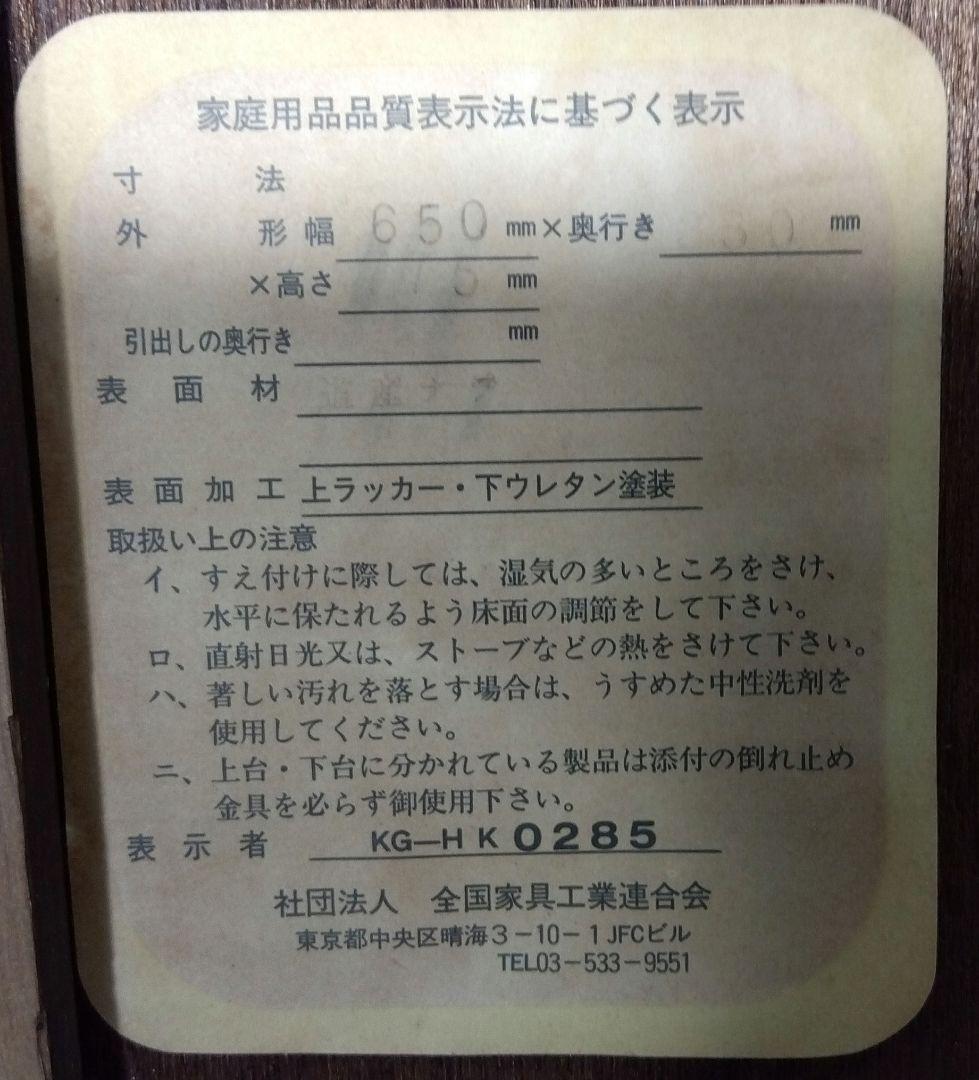 家庭用品品質表示法に基づく表示
寸法
外形幅 650 mm×奥行き mm
×高さ mm
引出しの奥行き mm
表面材
表面加工 上ラッカー・下ウレタン塗装
取扱い上の注意
イ、すえ付けに際しては、湿気の多いところをさけ、
水平に保たれるよう床面の調節をして下さい。
ロ、直射日光又は、ストーブなどの熱をさけて下さい。
ハ、著しい汚れを落とす場合は、うすめた中性洗剤を
使用してください。
ニ、上台・下台に分かれている製品は添付の倒れ止め
金具を必らず御使用下さい。
表示者 KG―HK0285
社団法人 全国家具工業連合会
東京都中央区晴海3-10-1 JFCビル
TEL03-533-9551